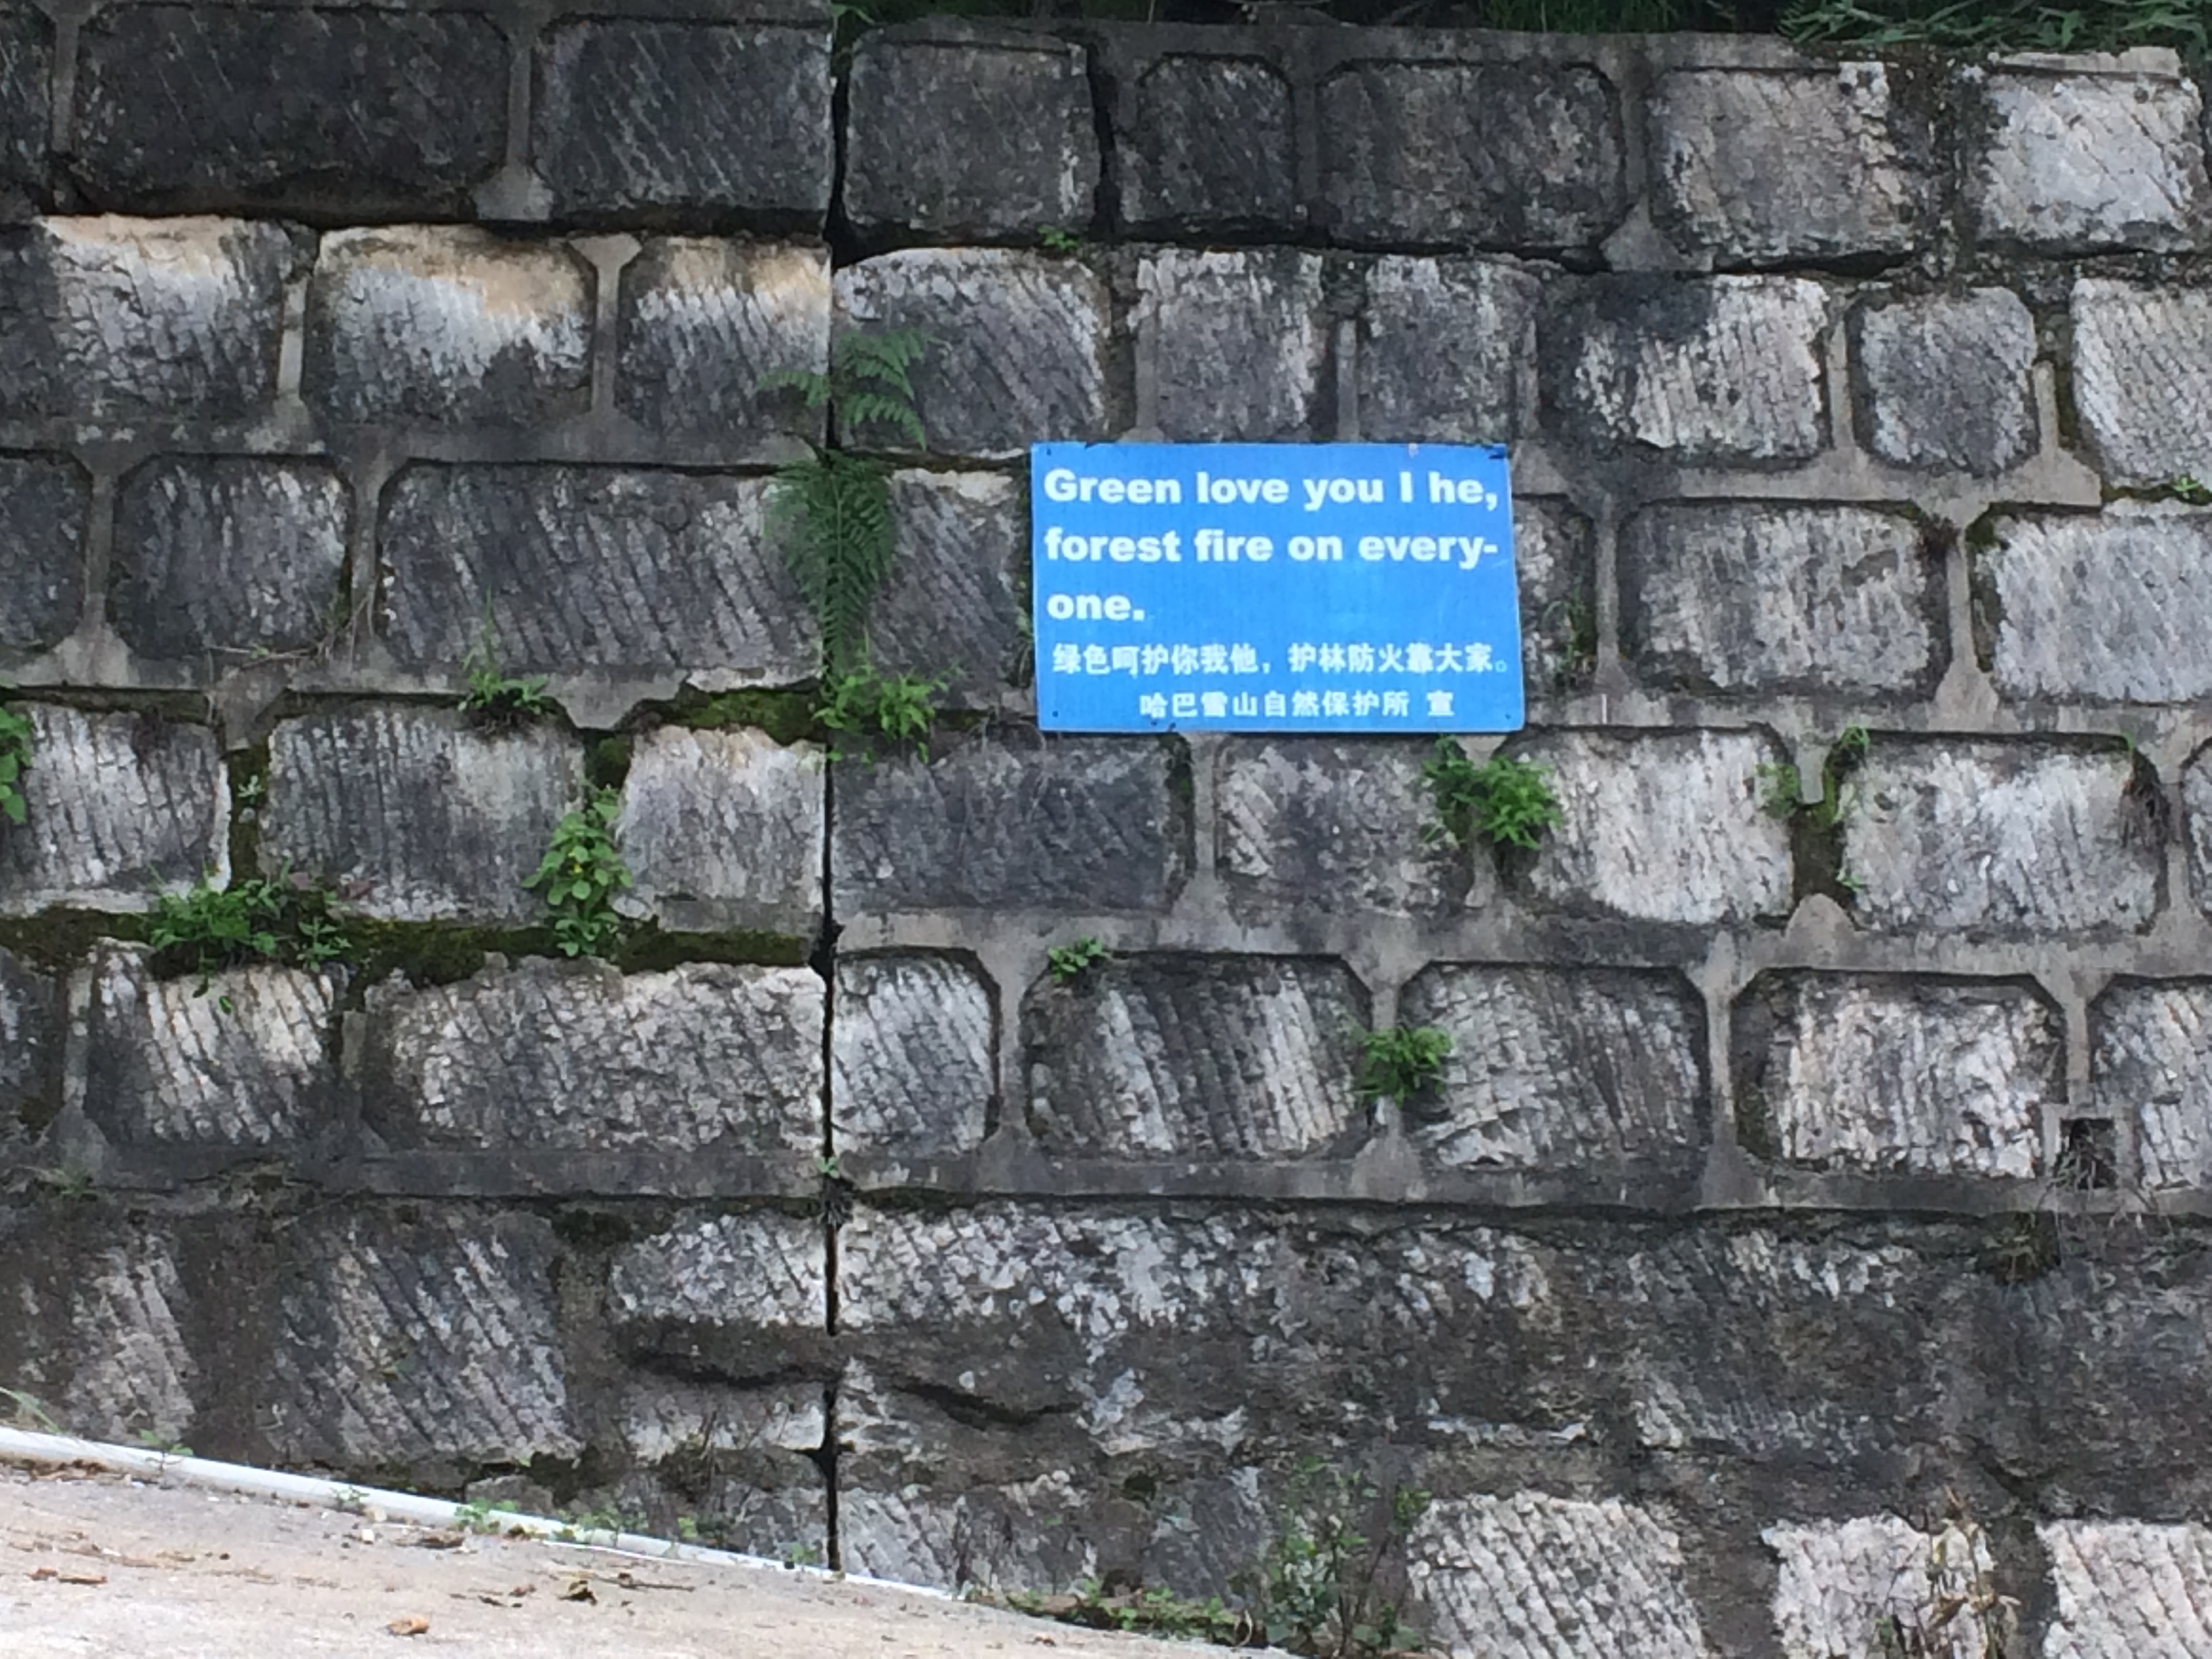 Green love you I he,
forest fire on every-
one.
绿色呵护你我他，护林防火靠大家。
哈巴雪山自然保护所 宣